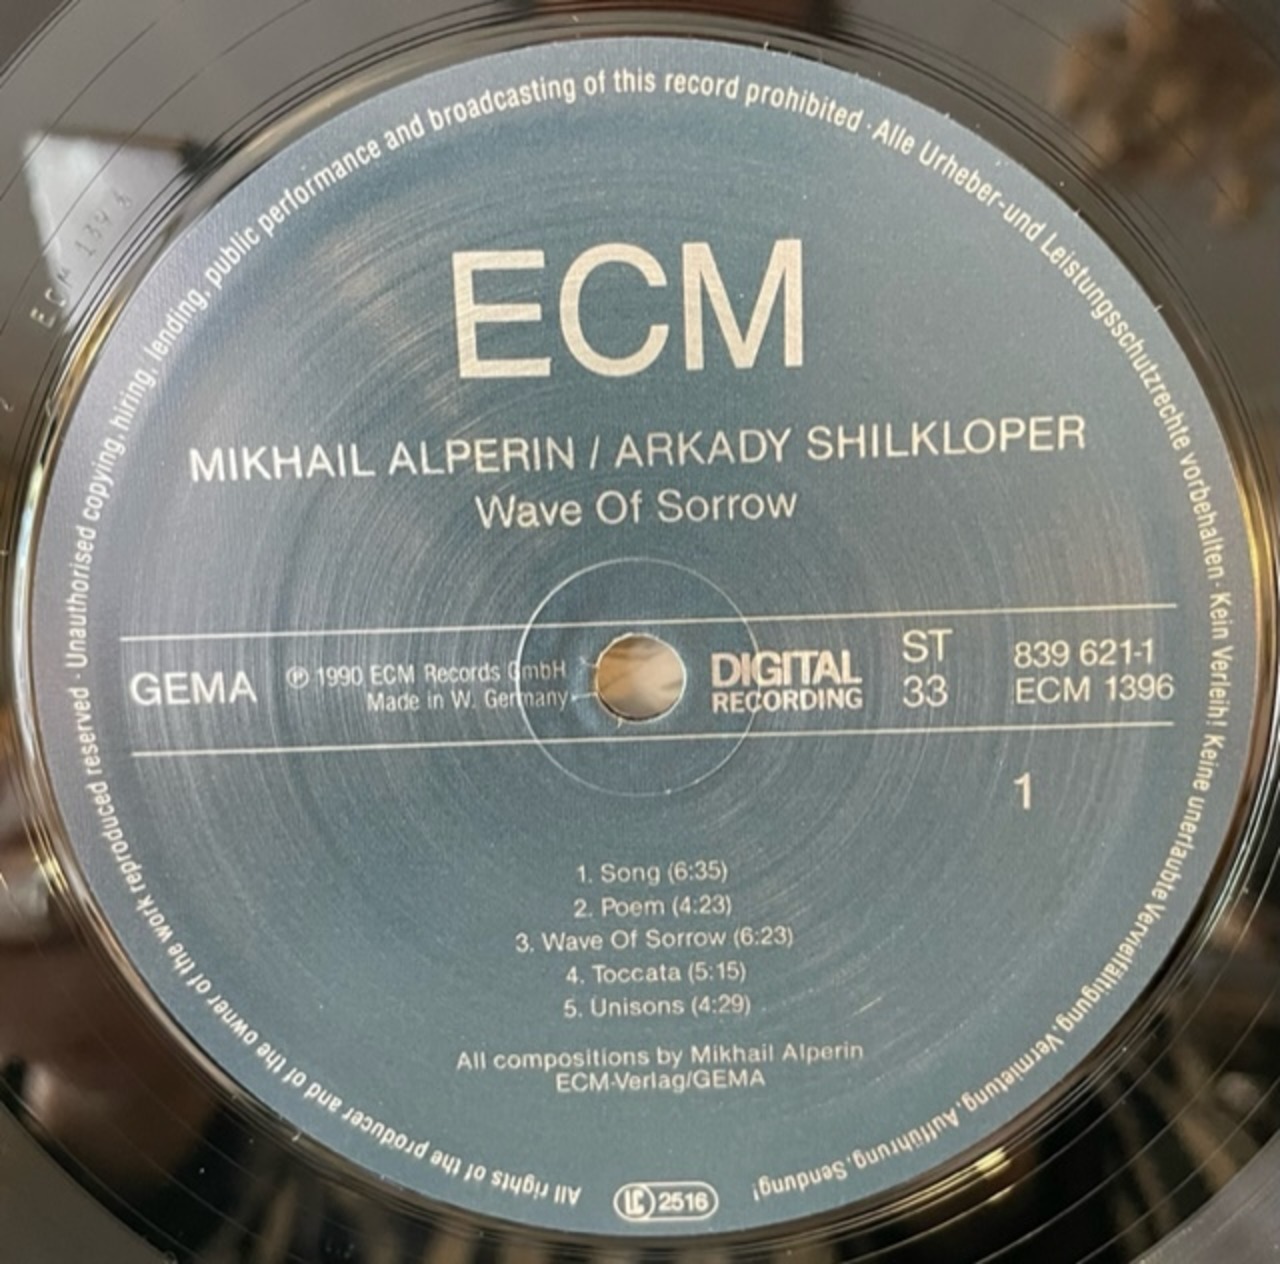 All rights of the producer and of the owner of the work reproduced reserved · Unauthorised copying, hiring, lending, public performance and broadcasting of this record prohibited · Alle Urheber-und Leistungsschutzrechte vorbehalten · Kein Verleih! Keine unerlaubte Vervielfältigung, Vermietung, Aufführung, Sendung!
ECM
MIKHAIL ALPERIN / ARKADY SHILKLOPER
Wave Of Sorrow
GEMA
℗ 1990 ECM Records GmbH
Made in W. Germany
DIGITAL
RECORDING
ST
33
839 621-1
ECM 1396
1
1. Song (6:35)
2. Poem (4:23)
3. Wave Of Sorrow (6:23)
4. Toccata (5:15)
5. Unisons (4:29)
All compositions by Mikhail Alperin
ECM-Verlag/GEMA
LC 2516
ECM